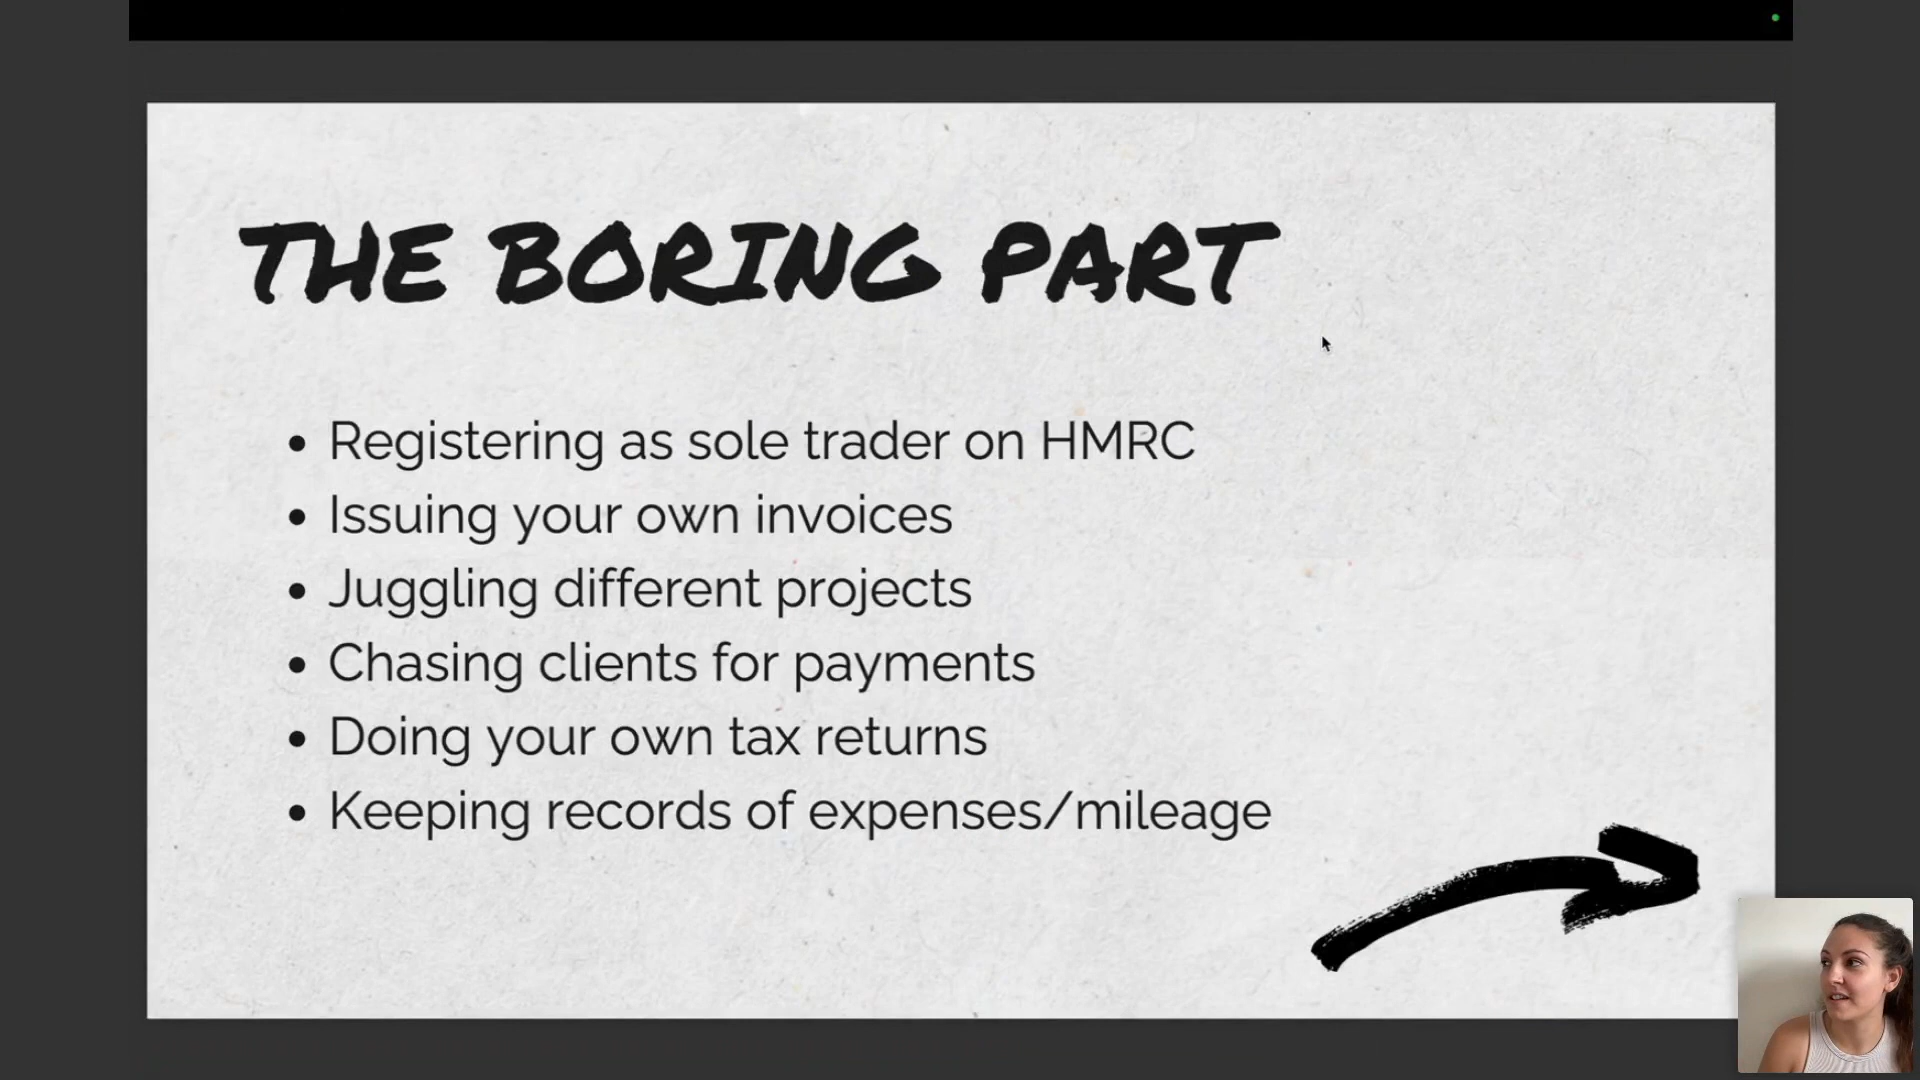 THE BORING PART
• Registering as sole trader on HMRC
• Issuing your own invoices
• Juggling different projects
• Chasing clients for payments
• Doing your own tax returns
• Keeping records of expenses/mileage